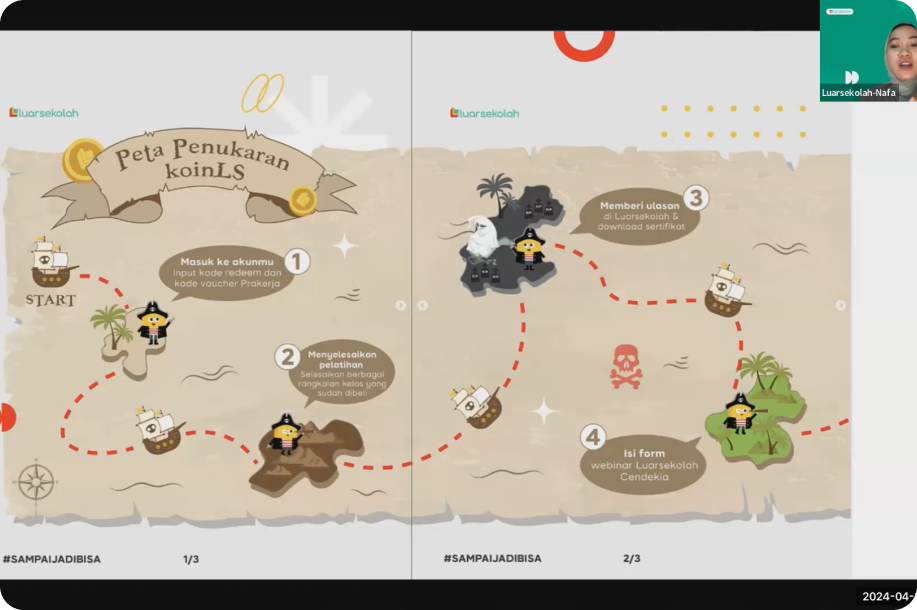 luarsekolah
Peta Penukaran
koinLS
START
1
Masuk ke akunmu
Input kode redeem dan
kode voucher Prakerja
2
Menyelesaikan
pelatihan
Selesaikan berbagai
rangkaian kelas yang
sudah dibeli
#SAMPAIJADIBISA
1/3
luarsekolah
3
Memberi ulasan
di Luarsekolah &
download sertifikat
4
Isi form
webinar Luarsekolah
Cendekia
#SAMPAIJADIBISA
2/3
Luarsekolah-Nafa
2024-04-